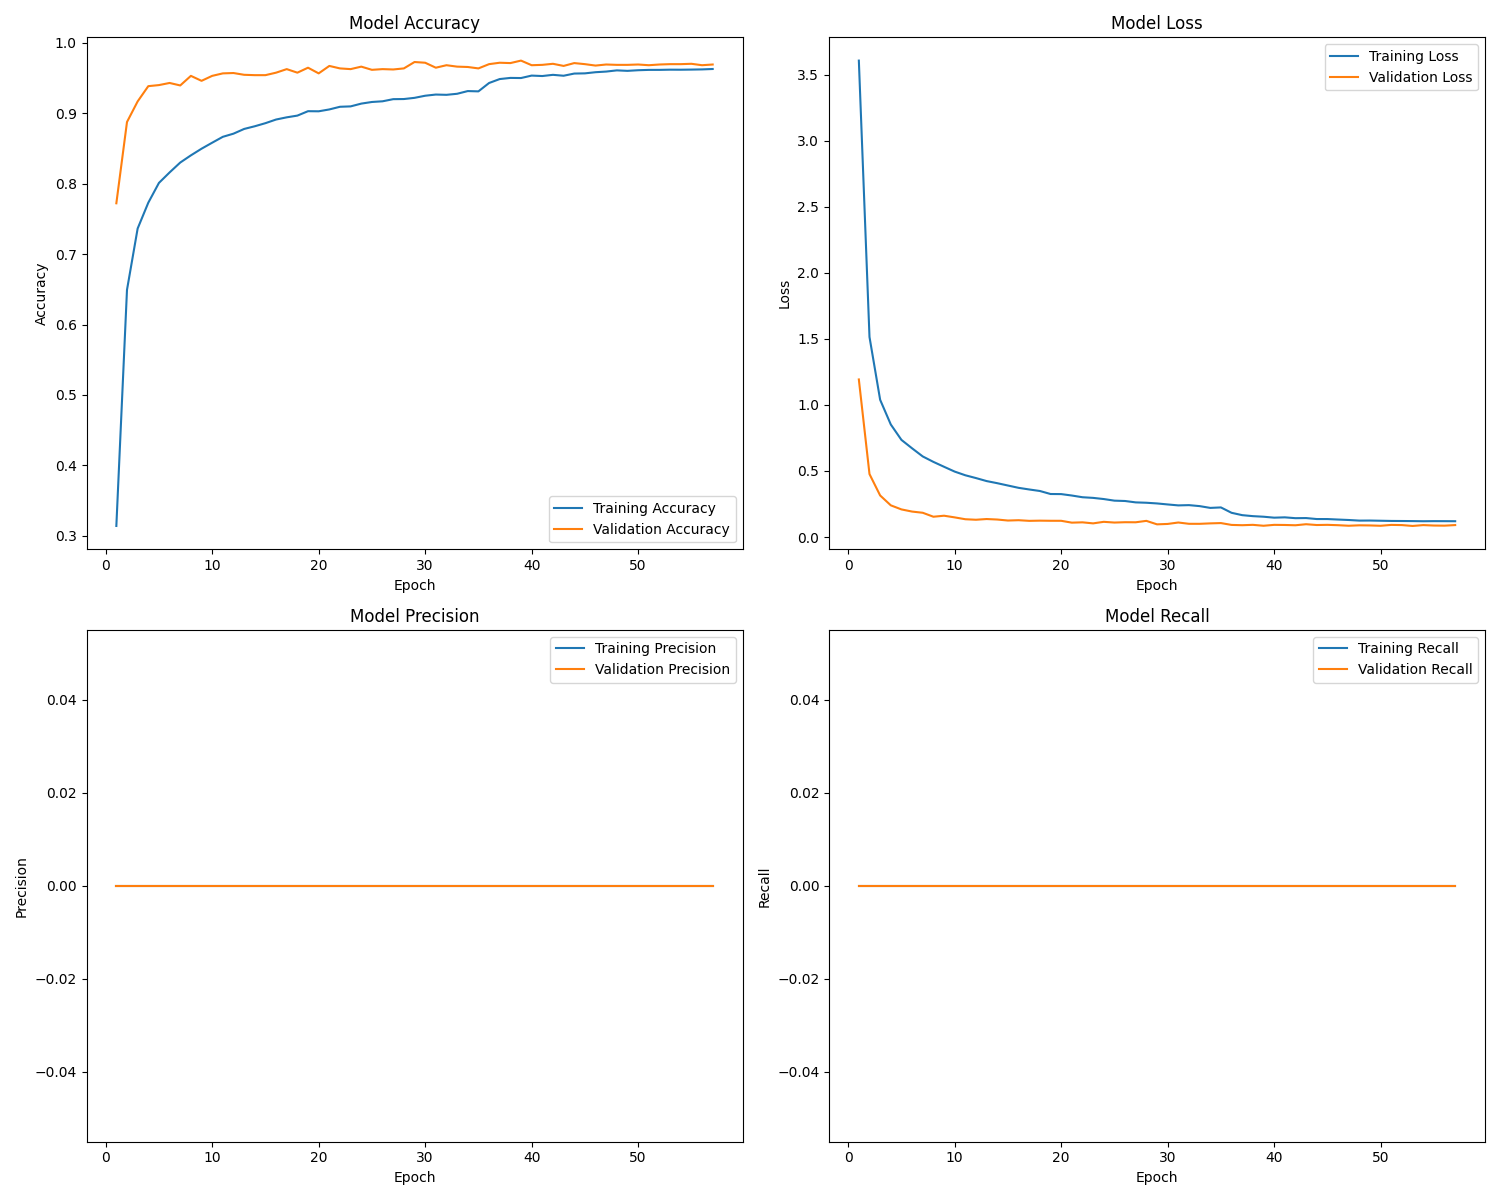 Model Accuracy
1.0
0.9
0.8
0.7
0.6
0.5
0.4
0.3
Accuracy
Training Accuracy
Validation Accuracy
0 10 20 30 40 50
Epoch
Model Loss
3.5
3.0
2.5
2.0
1.5
1.0
0.5
0.0
Loss
Training Loss
Validation Loss
0 10 20 30 40 50
Epoch
Model Precision
0.04
0.02
0.00
−0.02
−0.04
Precision
Training Precision
Validation Precision
0 10 20 30 40 50
Epoch
Model Recall
0.04
0.02
0.00
−0.02
−0.04
Recall
Training Recall
Validation Recall
0 10 20 30 40 50
Epoch